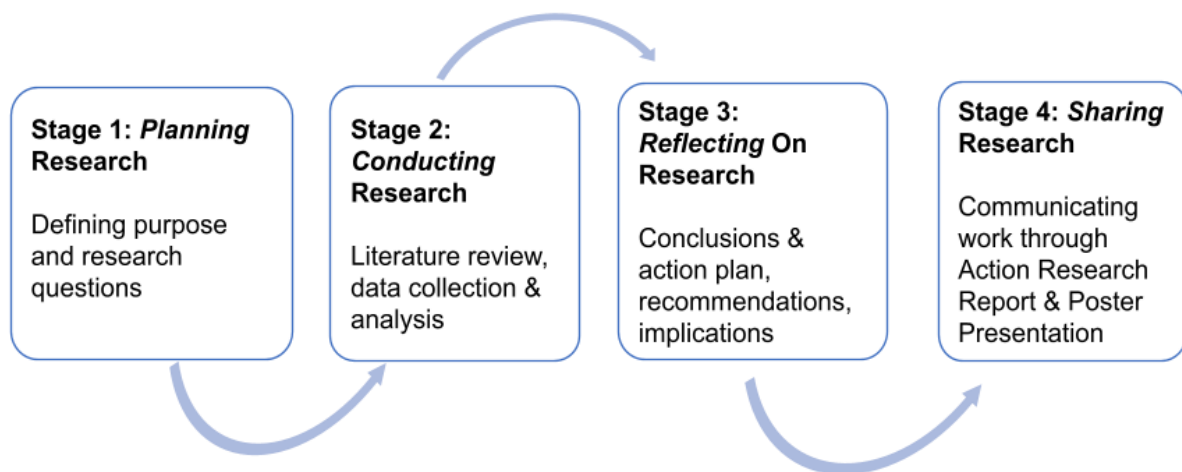 Stage 1: Planning
Research
Defining purpose
and research
questions
Stage 2:
Conducting
Research
Literature review,
data collection &
analysis
Stage 3:
Reflecting On
Research
Conclusions &
action plan,
recommendations,
implications
Stage 4: Sharing
Research
Communicating
work through
Action Research
Report & Poster
Presentation